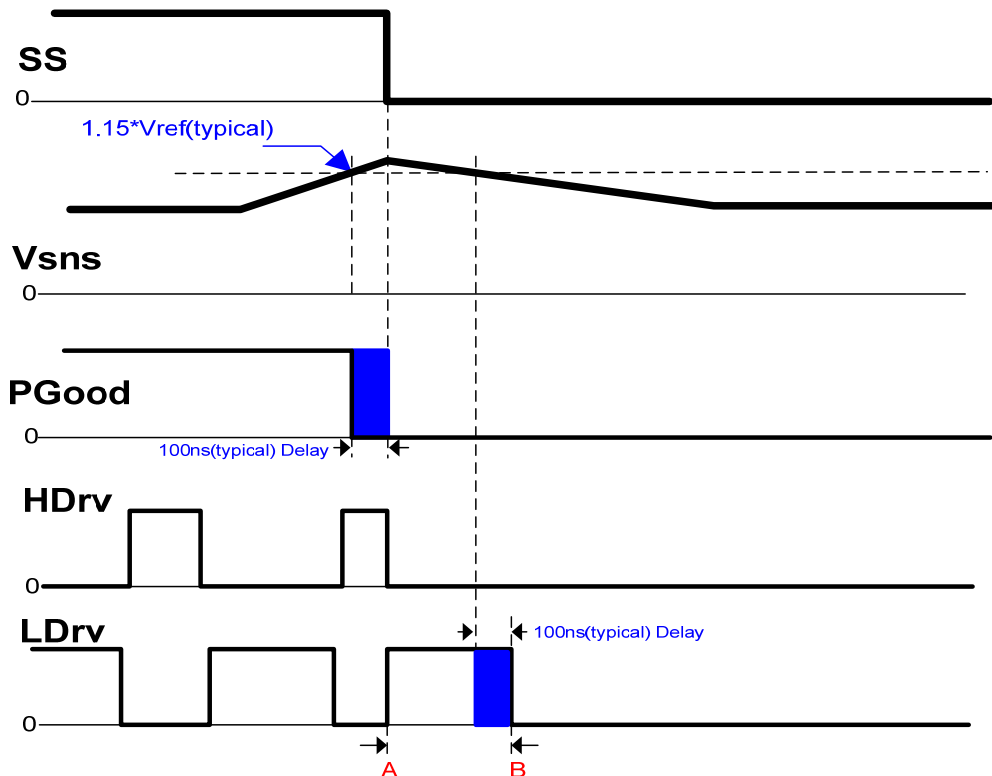 SS
0
1.15*Vref(typical)
Vsns
0
PGood
0
100ns(typical) Delay
HDrv
0
LDrv
100ns(typical) Delay
0
A B